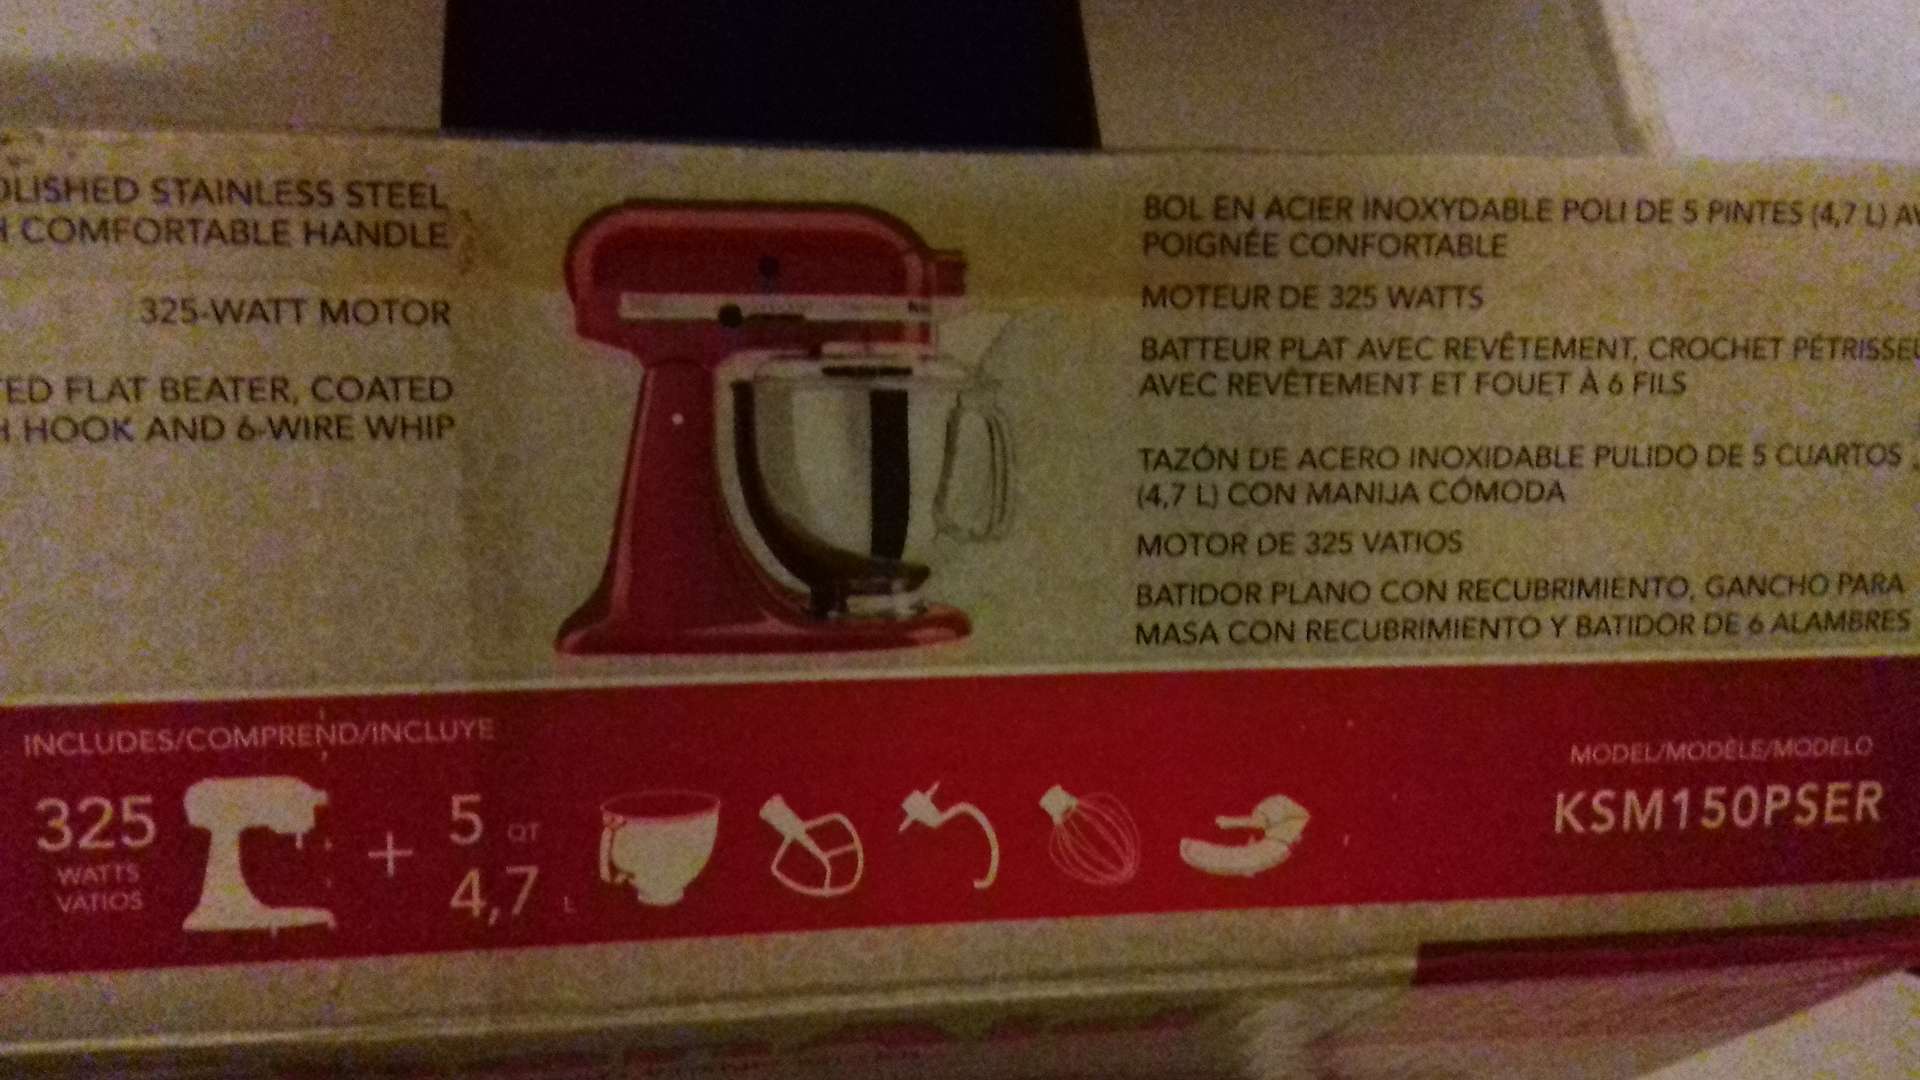 STAINLESS STEEL
COMFORTABLE HANDLE
325-WATT MOTOR
FLAT BEATER, COATED
HOOK AND 6-WIRE WHIP
BOL EN ACIER INOXYDABLE POLI DE 5 PINTES (4,7 L)
POIGNÉE CONFORTABLE
MOTEUR DE 325 WATTS
BATTEUR PLAT AVEC REVÊTEMENT, CROCHET
AVEC REVÊTEMENT ET FOUET À 6 FILS
TAZÓN DE ACERO INOXIDABLE PULIDO DE 5 CUARTOS
(4,7 L) CON MANIJA CÓMODA
MOTOR DE 325 VATIOS
BATIDOR PLANO CON RECUBRIMIENTO, GANCHO PARA
MASA CON RECUBRIMIENTO Y BATIDOR DE 6 ALAMBRES
INCLUDES/COMPREND/INCLUYE
325
WATTS
VATIOS
+
5 QT
4,7 L
MODEL/MODÈLE/MODELO
KSM150PSER